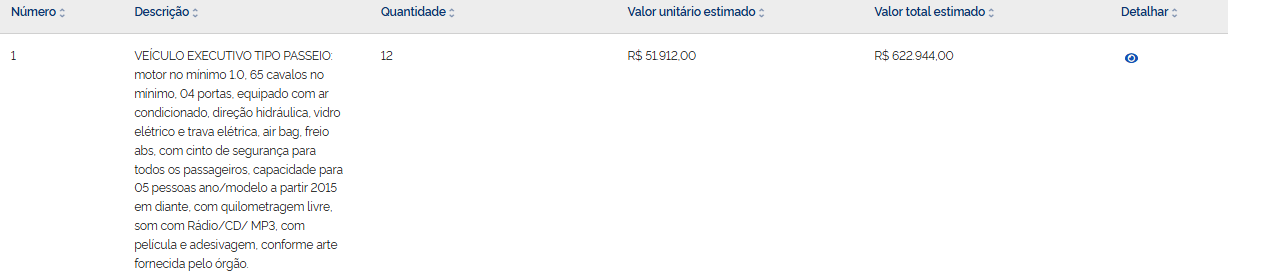 Número Descrição Quantidade Valor unitário estimado Valor total estimado Detalhar
1 VEÍCULO EXECUTIVO TIPO PASSEIO: 12 R$ 51.912,00 R$ 622.944,00
motor no mínimo 1.0, 65 cavalos no
mínimo, 04 portas, equipado com ar
condicionado, direção hidráulica, vidro
elétrico e trava elétrica, air bag, freio
abs, com cinto de segurança para
todos os passageiros, capacidade para
05 pessoas ano/modelo a partir 2015
em diante, com quilometragem livre,
som com Rádio/CD/ MP3, com
película e adesivagem, conforme arte
fornecida pelo órgão.